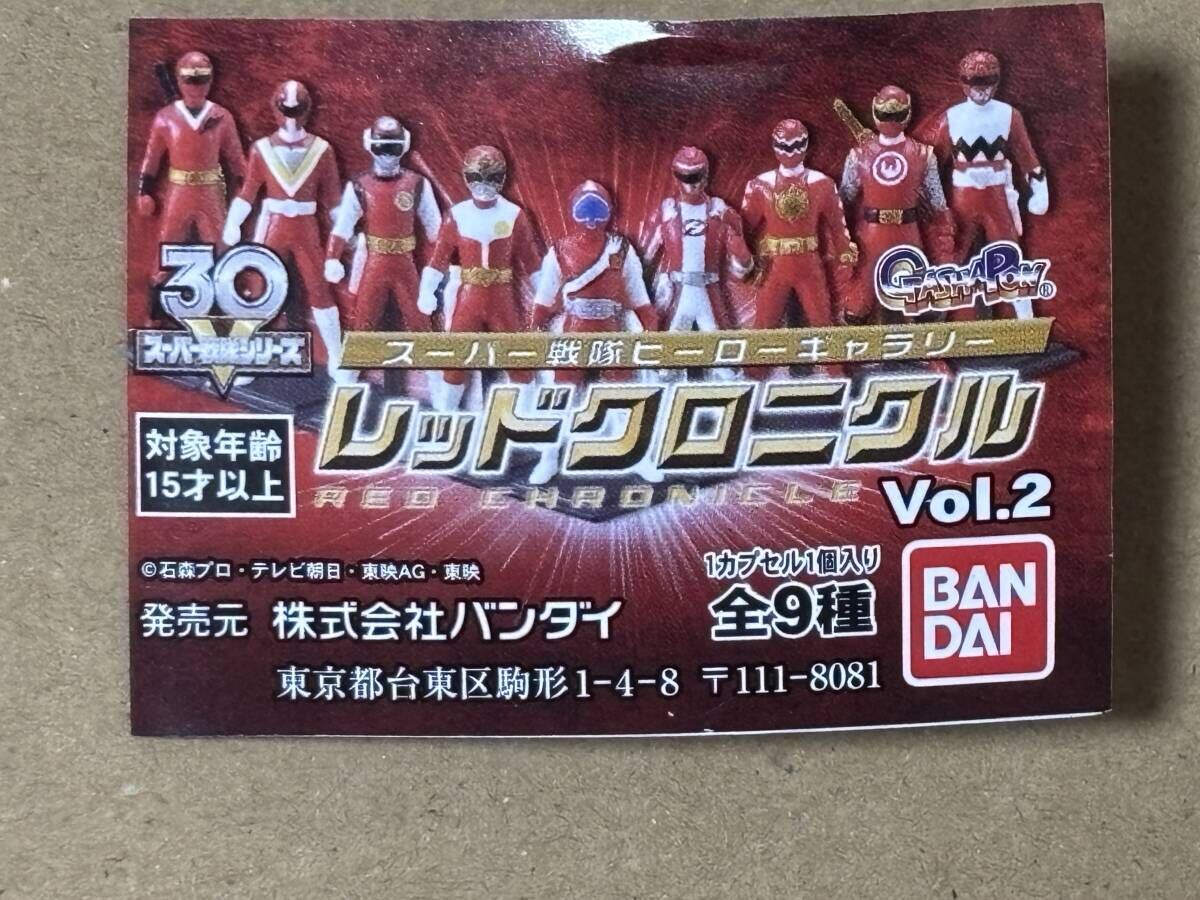 30
スーパー戦隊シリーズ
GASHAPON®
スーパー戦隊ヒーローギャラリー
レッドクロニクル
RED CHRONICLE
Vol.2
対象年齢
15才以上
©石森プロ・テレビ朝日・東映AG・東映
発売元 株式会社バンダイ
東京都台東区駒形1-4-8 〒111-8081
1カプセル1個入り
全9種
BAN
DAI